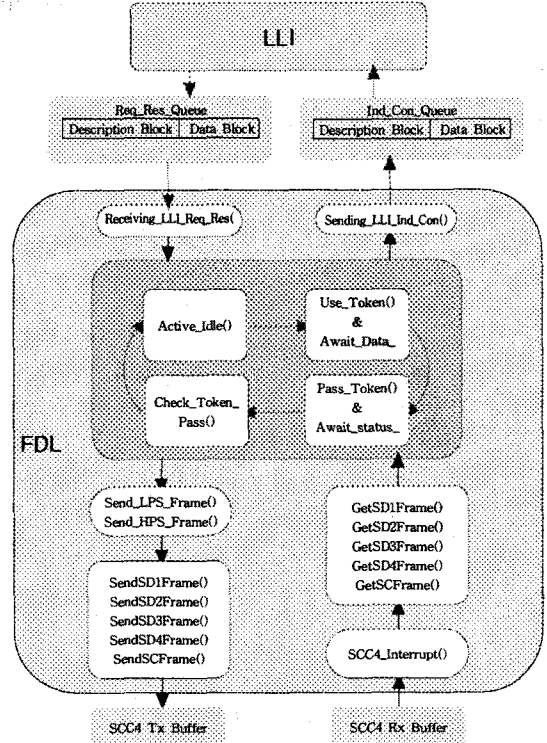 LLI
Req_Res_Queue
Description Block Data Block
Ind_Con_Queue
Description Block Data Block
Receiving_LLI_Req_Res(
Sending_LLI_Ind_Con()
Active_Idle()
Use_Token()
&
Await_Data_
Check_Token_
Pass()
Pass_Token()
&
Await_status_
FDL
Send_LPS_Frame()
Send_HPS_Frame()
GetSD1Frame()
GetSD2Frame()
GetSD3Frame()
GetSD4Frame()
GetSCFrame()
SendSD1Frame()
SendSD2Frame()
SendSD3Frame()
SendSD4Frame()
SendSCFrame()
SCC4_Interrupt()
SCC4 Tx Buffer
SCC4 Rx Buffer